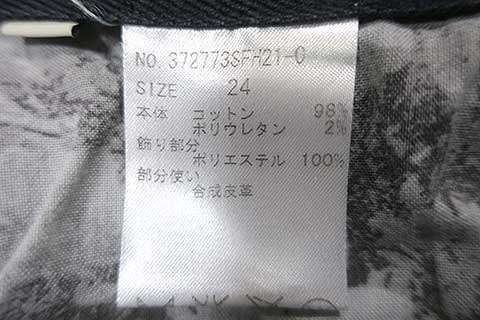 No. 372773SFH21-0
SIZE 24
本体 コットン 98%
ポリウレタン 2%
飾り部分
ポリエステル 100%
部分使い
合成皮革